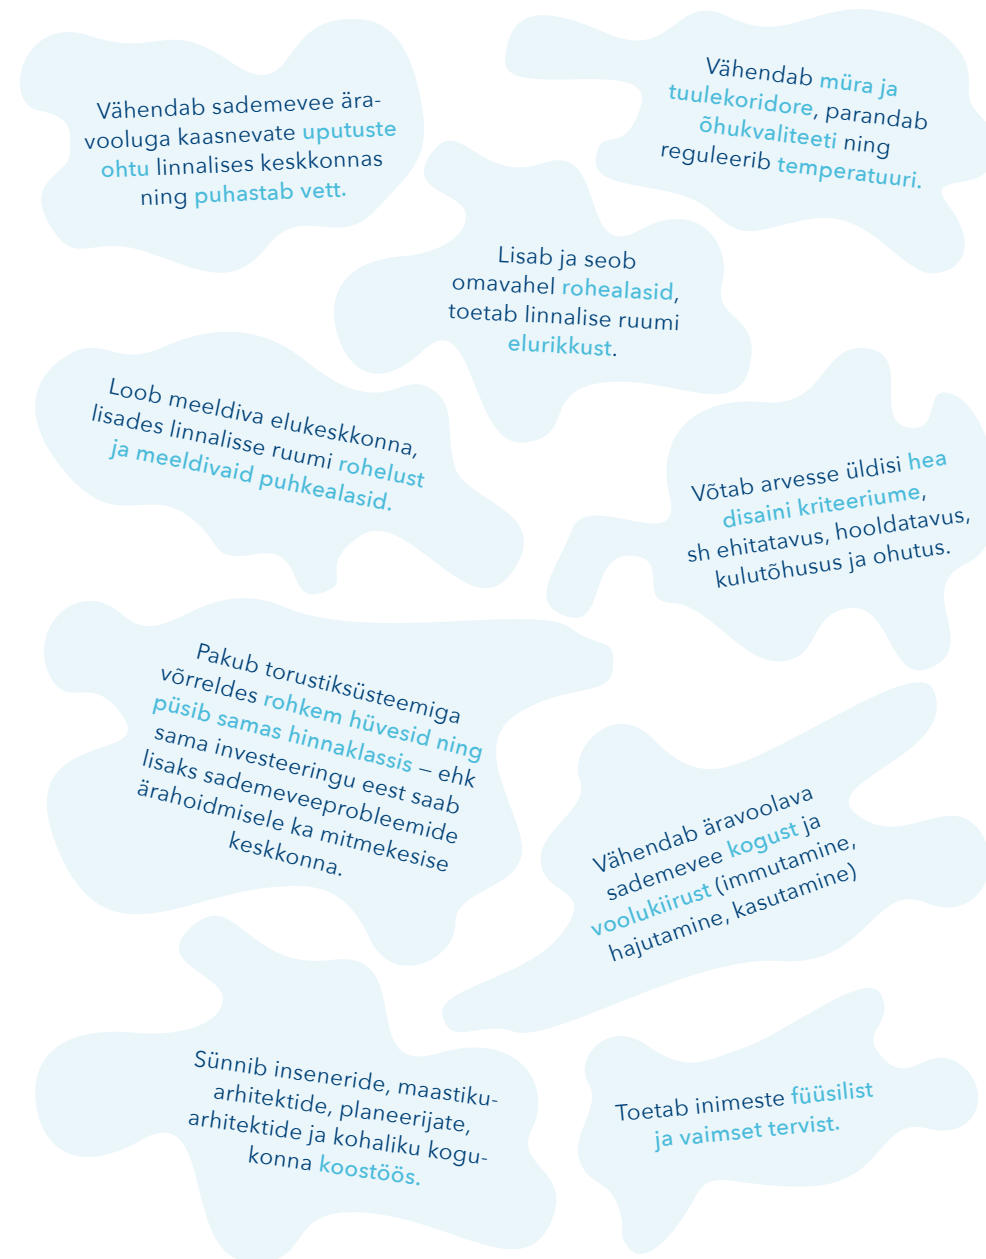 Vähendab sademevee ära-
vooluga kaasnevate uputuste
ohtu linnalises keskkonnas
ning puhastab vett.
Vähendab müra ja
tuulekoridore, parandab
õhukvaliteeti ning
reguleerib temperatuuri.
Lisab ja seob
omavahel rohealasid,
toetab linnalise ruumi
elurikkust.
Loob meeldiva elukeskkonna,
lisades linnalisse ruumi rohelust
ja meeldivaid puhkealasid.
Võtab arvesse üldisi hea
disaini kriteeriume,
sh ehitatavus, hooldatavus,
kulutõhusus ja ohutus.
Pakub torustiksüsteemiga
võrreldes rohkem hüvesid ning
püsib samas hinnaklassis – ehk
sama investeeringu eest saab
lisaks sademeveeprobleemide
ärahoidmisele ka mitmekesise
keskkonna.
Vähendab äravoolava
sademevee kogust ja
voolukiirust (immutamine,
hajutamine, kasutamine)
Sünnib inseneride, maastiku-
arhitektide, planeerijate,
arhitektide ja kohaliku kogu-
konna koostöös.
Toetab inimeste füüsilist
ja vaimset tervist.